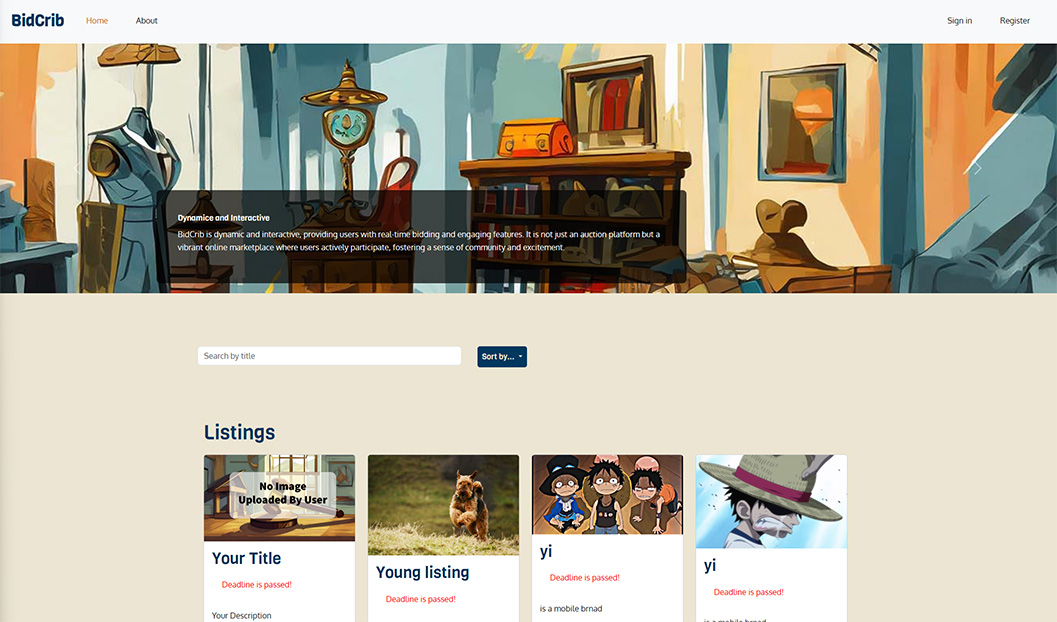 BidCrib Home About Sign in Register
Dynamice and Interactive
BidCrib is dynamic and interactive, providing users with real-time bidding and engaging features. It is not just an auction platform but a
vibrant online marketplace where users actively participate, fostering a sense of community and excitement.
Search by title Sort by...
Listings
No Image
Uploaded By User
Your Title
Deadline is passed!
Your Description
Young listing
Deadline is passed!
yi
Deadline is passed!
is a mobile brnad
yi
Deadline is passed!
is a mobile brnad